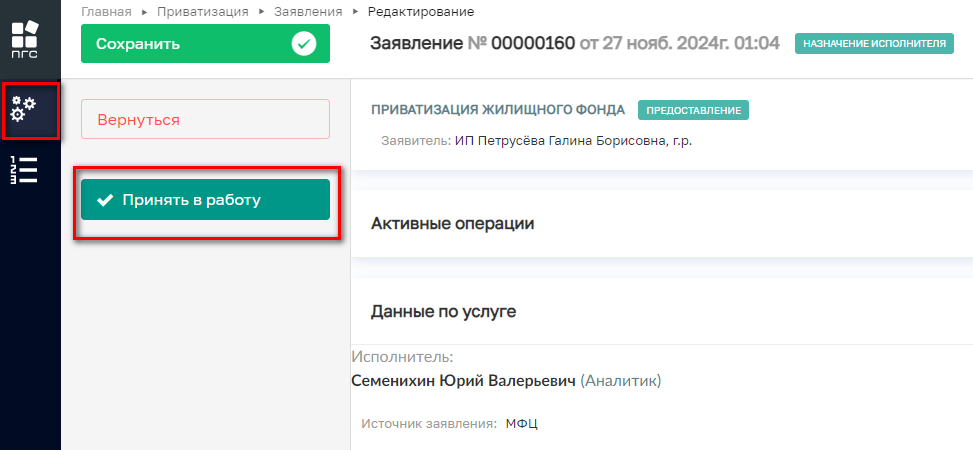 Главная ▸ Приватизация ▸ Заявления ▸ Редактирование
Сохранить
Заявление № 00000160 от 27 нояб. 2024г. 01:04 НАЗНАЧЕНИЕ ИСПОЛНИТЕЛЯ
ПГС
Вернуться
ПРИВАТИЗАЦИЯ ЖИЛИЩНОГО ФОНДА ПРЕДОСТАВЛЕНИЕ
Заявитель: ИП Петрусёва Галина Борисовна, г.р.
Принять в работу
Активные операции
Данные по услуге
Исполнитель:
Семенихин Юрий Валерьевич (Аналитик)
Источник заявления: МФЦ